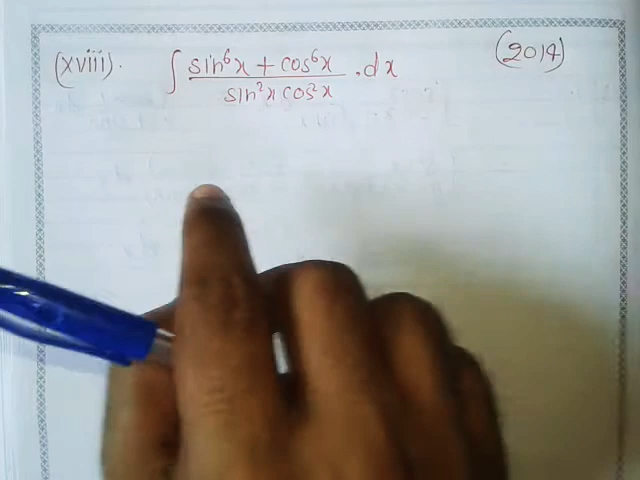 (xviii). ∫ sin⁶x + cos⁶x / sin²x cos²x .dx (2014)